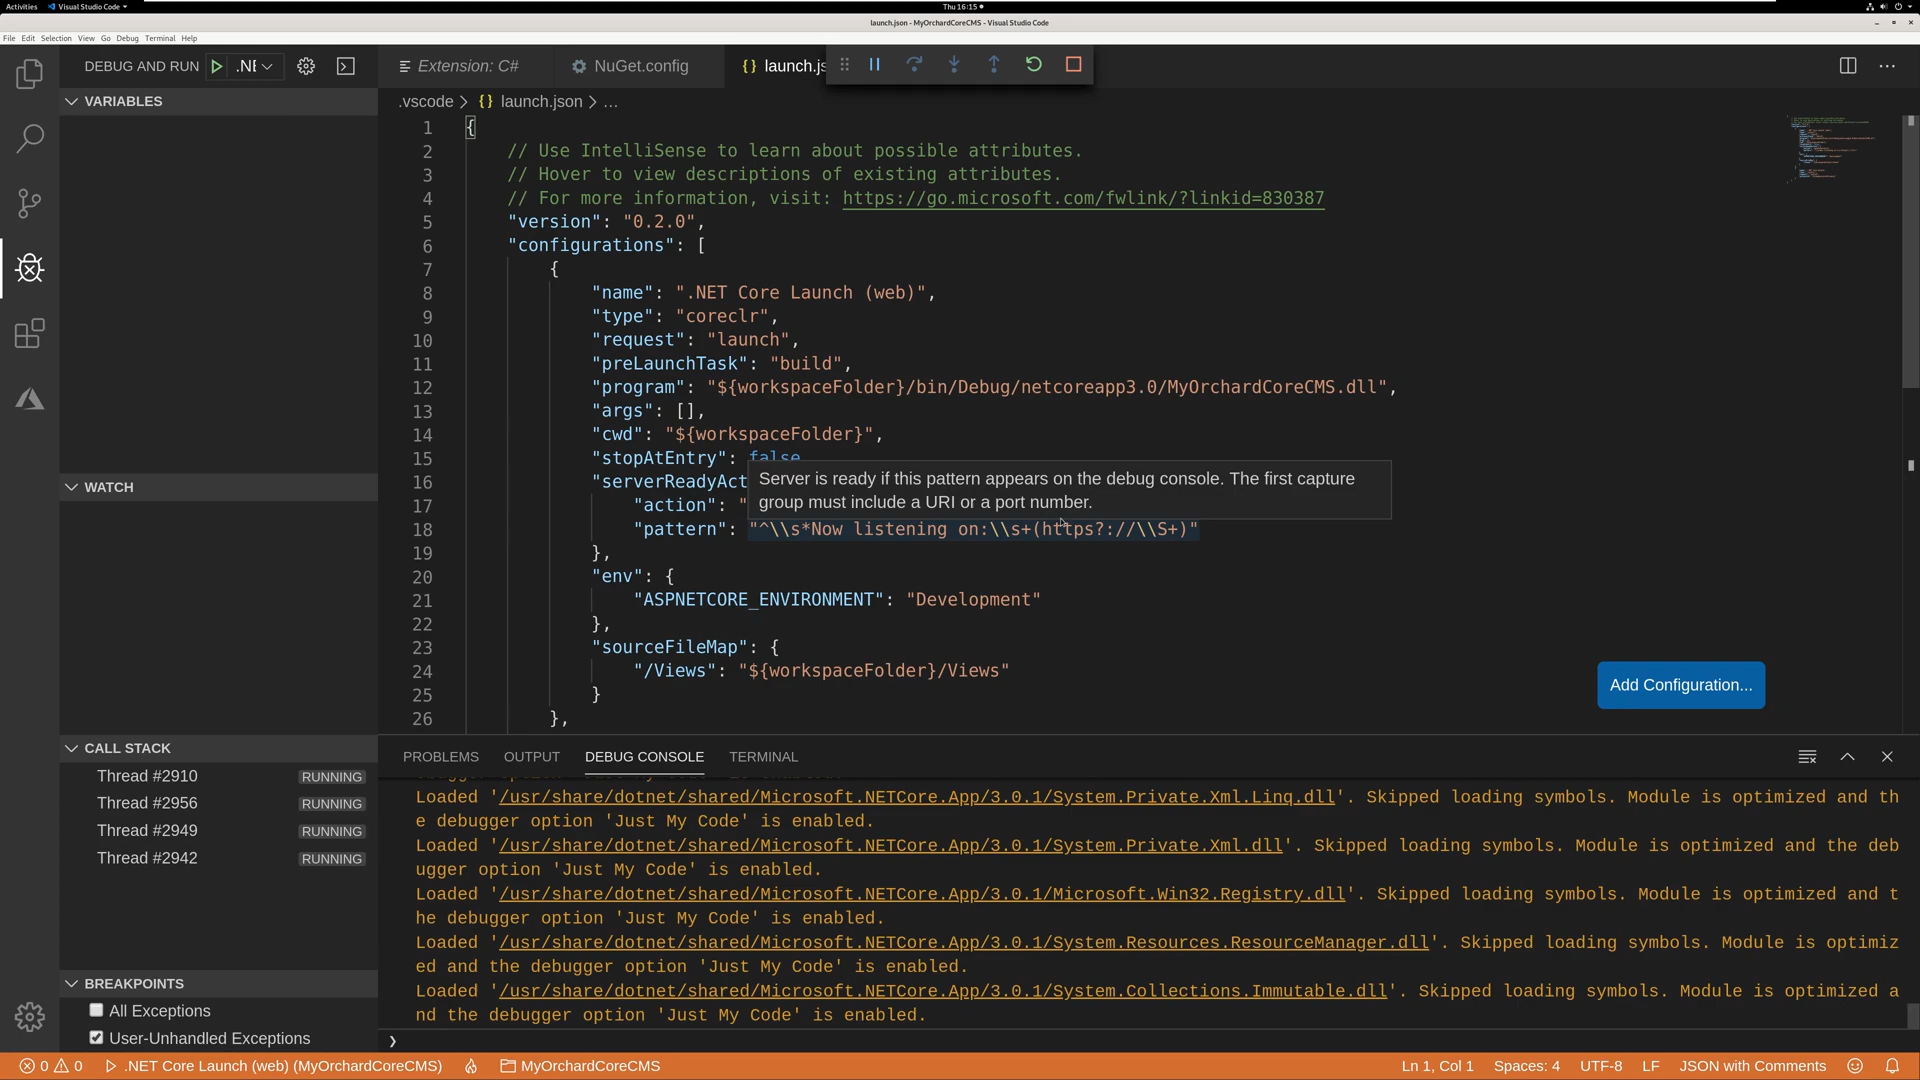 Activities Visual Studio Code Thu 16:15
launch.json - MyOrchardCoreCMS - Visual Studio Code
File Edit Selection View Go Debug Terminal Help
DEBUG AND RUN .NE
Extension: C# NuGet.config {} launch.js
VARIABLES
.vscode > {} launch.json > ...
1 {
2 // Use IntelliSense to learn about possible attributes.
3 // Hover to view descriptions of existing attributes.
4 // For more information, visit: https://go.microsoft.com/fwlink/?linkid=830387
5 "version": "0.2.0",
6 "configurations": [
7 {
8 "name": ".NET Core Launch (web)",
9 "type": "coreclr",
10 "request": "launch",
11 "preLaunchTask": "build",
12 "program": "${workspaceFolder}/bin/Debug/netcoreapp3.0/MyOrchardCoreCMS.dll",
13 "args": [],
14 "cwd": "${workspaceFolder}",
15 "stopAtEntry": false
16 "serverReadyAct
Server is ready if this pattern appears on the debug console. The first capture
group must include a URI or a port number.
17 "action": "
18 "pattern": "^\\s*Now listening on:\\s+(https?://\\S+)"
19 },
20 "env": {
21 "ASPNETCORE_ENVIRONMENT": "Development"
22 },
23 "sourceFileMap": {
24 "/Views": "${workspaceFolder}/Views"
25 }
26 },
Add Configuration...
WATCH
CALL STACK
Thread #2910 RUNNING
Thread #2956 RUNNING
Thread #2949 RUNNING
Thread #2942 RUNNING
BREAKPOINTS
All Exceptions
User-Unhandled Exceptions
PROBLEMS OUTPUT DEBUG CONSOLE TERMINAL
Loaded '/usr/share/dotnet/shared/Microsoft.NETCore.App/3.0.1/System.Private.Xml.Linq.dll'. Skipped loading symbols. Module is optimized and th
e debugger option 'Just My Code' is enabled.
Loaded '/usr/share/dotnet/shared/Microsoft.NETCore.App/3.0.1/System.Private.Xml.dll'. Skipped loading symbols. Module is optimized and the deb
ugger option 'Just My Code' is enabled.
Loaded '/usr/share/dotnet/shared/Microsoft.NETCore.App/3.0.1/Microsoft.Win32.Registry.dll'. Skipped loading symbols. Module is optimized and t
he debugger option 'Just My Code' is enabled.
Loaded '/usr/share/dotnet/shared/Microsoft.NETCore.App/3.0.1/System.Resources.ResourceManager.dll'. Skipped loading symbols. Module is optimiz
ed and the debugger option 'Just My Code' is enabled.
Loaded '/usr/share/dotnet/shared/Microsoft.NETCore.App/3.0.1/System.Collections.Immutable.dll'. Skipped loading symbols. Module is optimized a
nd the debugger option 'Just My Code' is enabled.
0 0 .NET Core Launch (web) (MyOrchardCoreCMS) MyOrchardCoreCMS Ln 1, Col 1 Spaces: 4 UTF-8 LF JSON with Comments